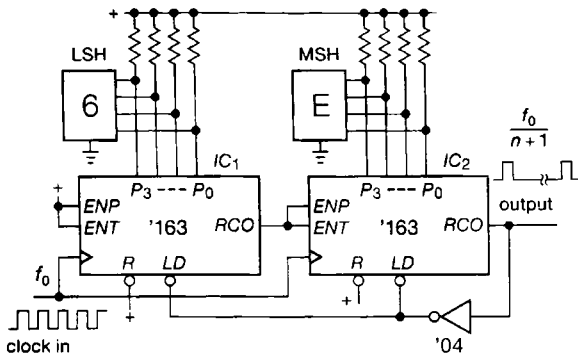 +
LSH
MSH
6
E
IC1
IC2
f0
n + 1
P3 ---- P0
P3 --- P0
+
ENP
ENT
'163
RCO
ENP
ENT
'163
RCO
output
R
LD
R
LD
f0
+
+
clock in
'04